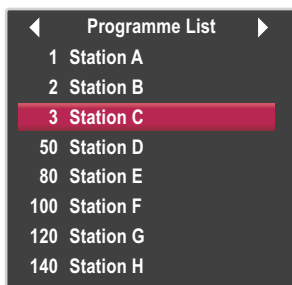 Programme List
1 Station A
2 Station B
3 Station C
50 Station D
80 Station E
100 Station F
120 Station G
140 Station H